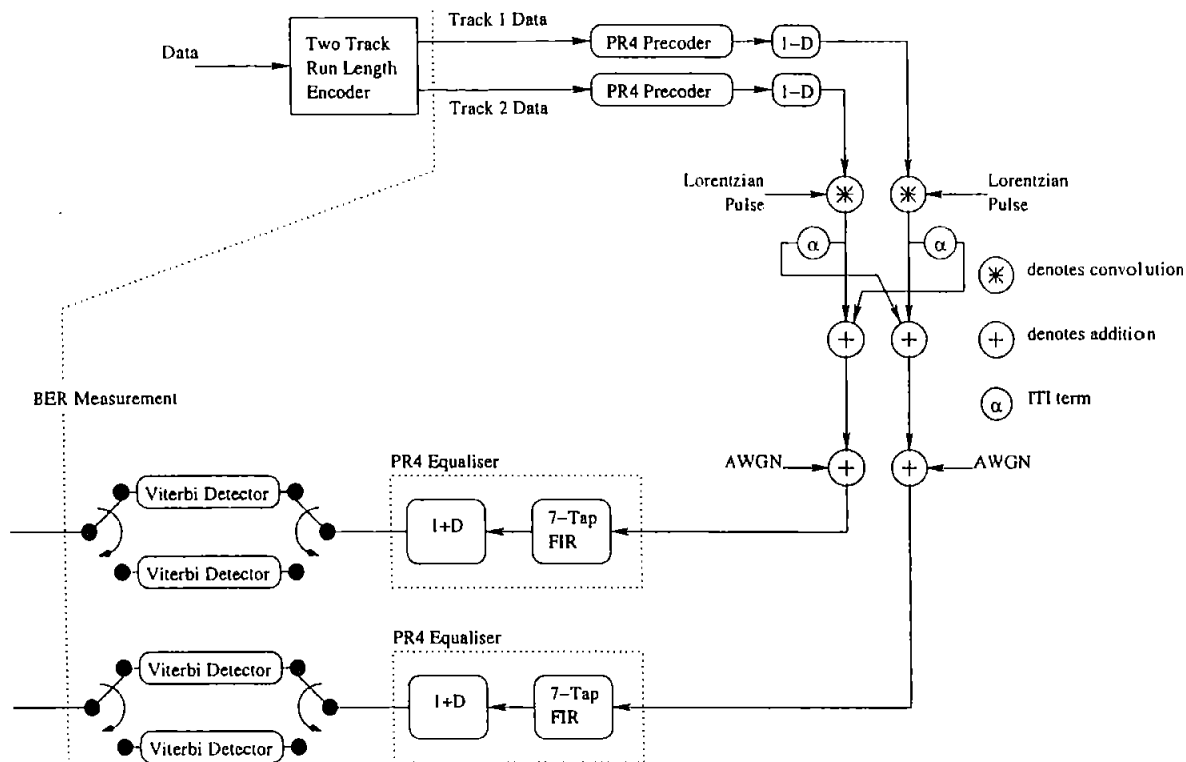 Data
Two Track
Run Length
Encoder
Track 1 Data
PR4 Precoder
1-D
Track 2 Data
PR4 Precoder
1-D
Lorentzian
Pulse
Lorentzian
Pulse
α
α
denotes convolution
+
+
+
denotes addition
α
ITI term
BER Measurement
AWGN
+
+
AWGN
PR4 Equaliser
Viterbi Detector
Viterbi Detector
1+D
7-Tap
FIR
PR4 Equaliser
Viterbi Detector
Viterbi Detector
1+D
7-Tap
FIR